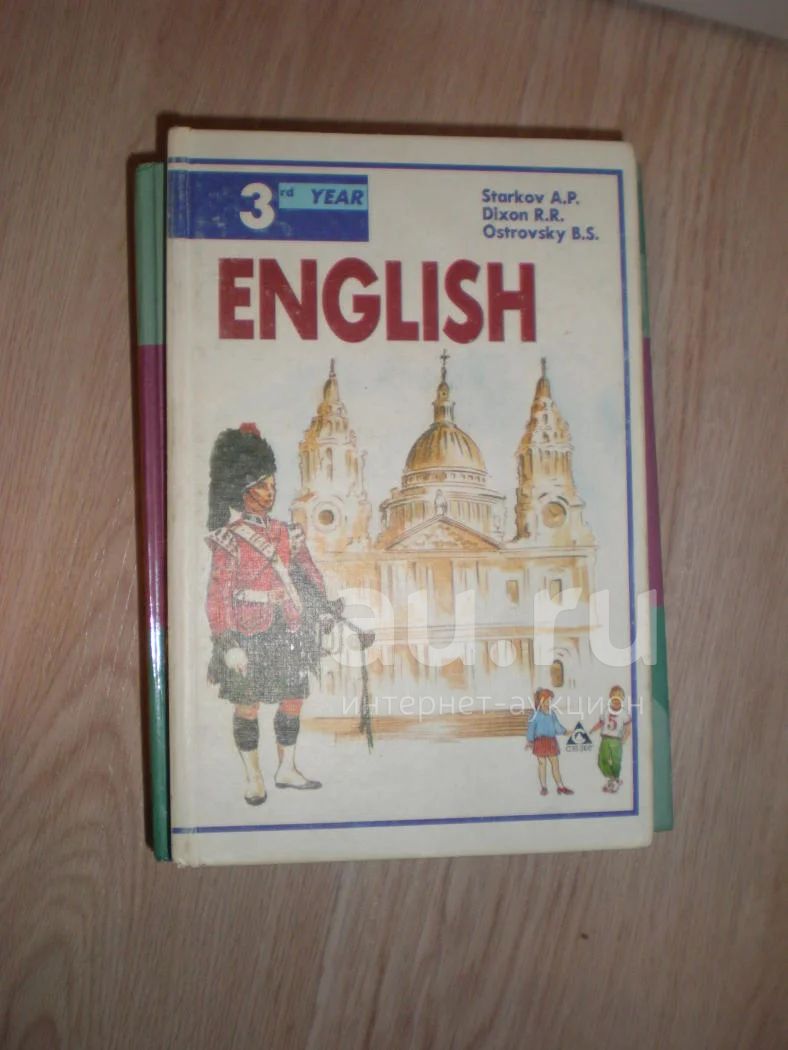 3rd YEAR
Starkov A.P.
Dixon R.R.
Ostrovsky B.S.
ENGLISH
au.ru
интернет-аукцион
5